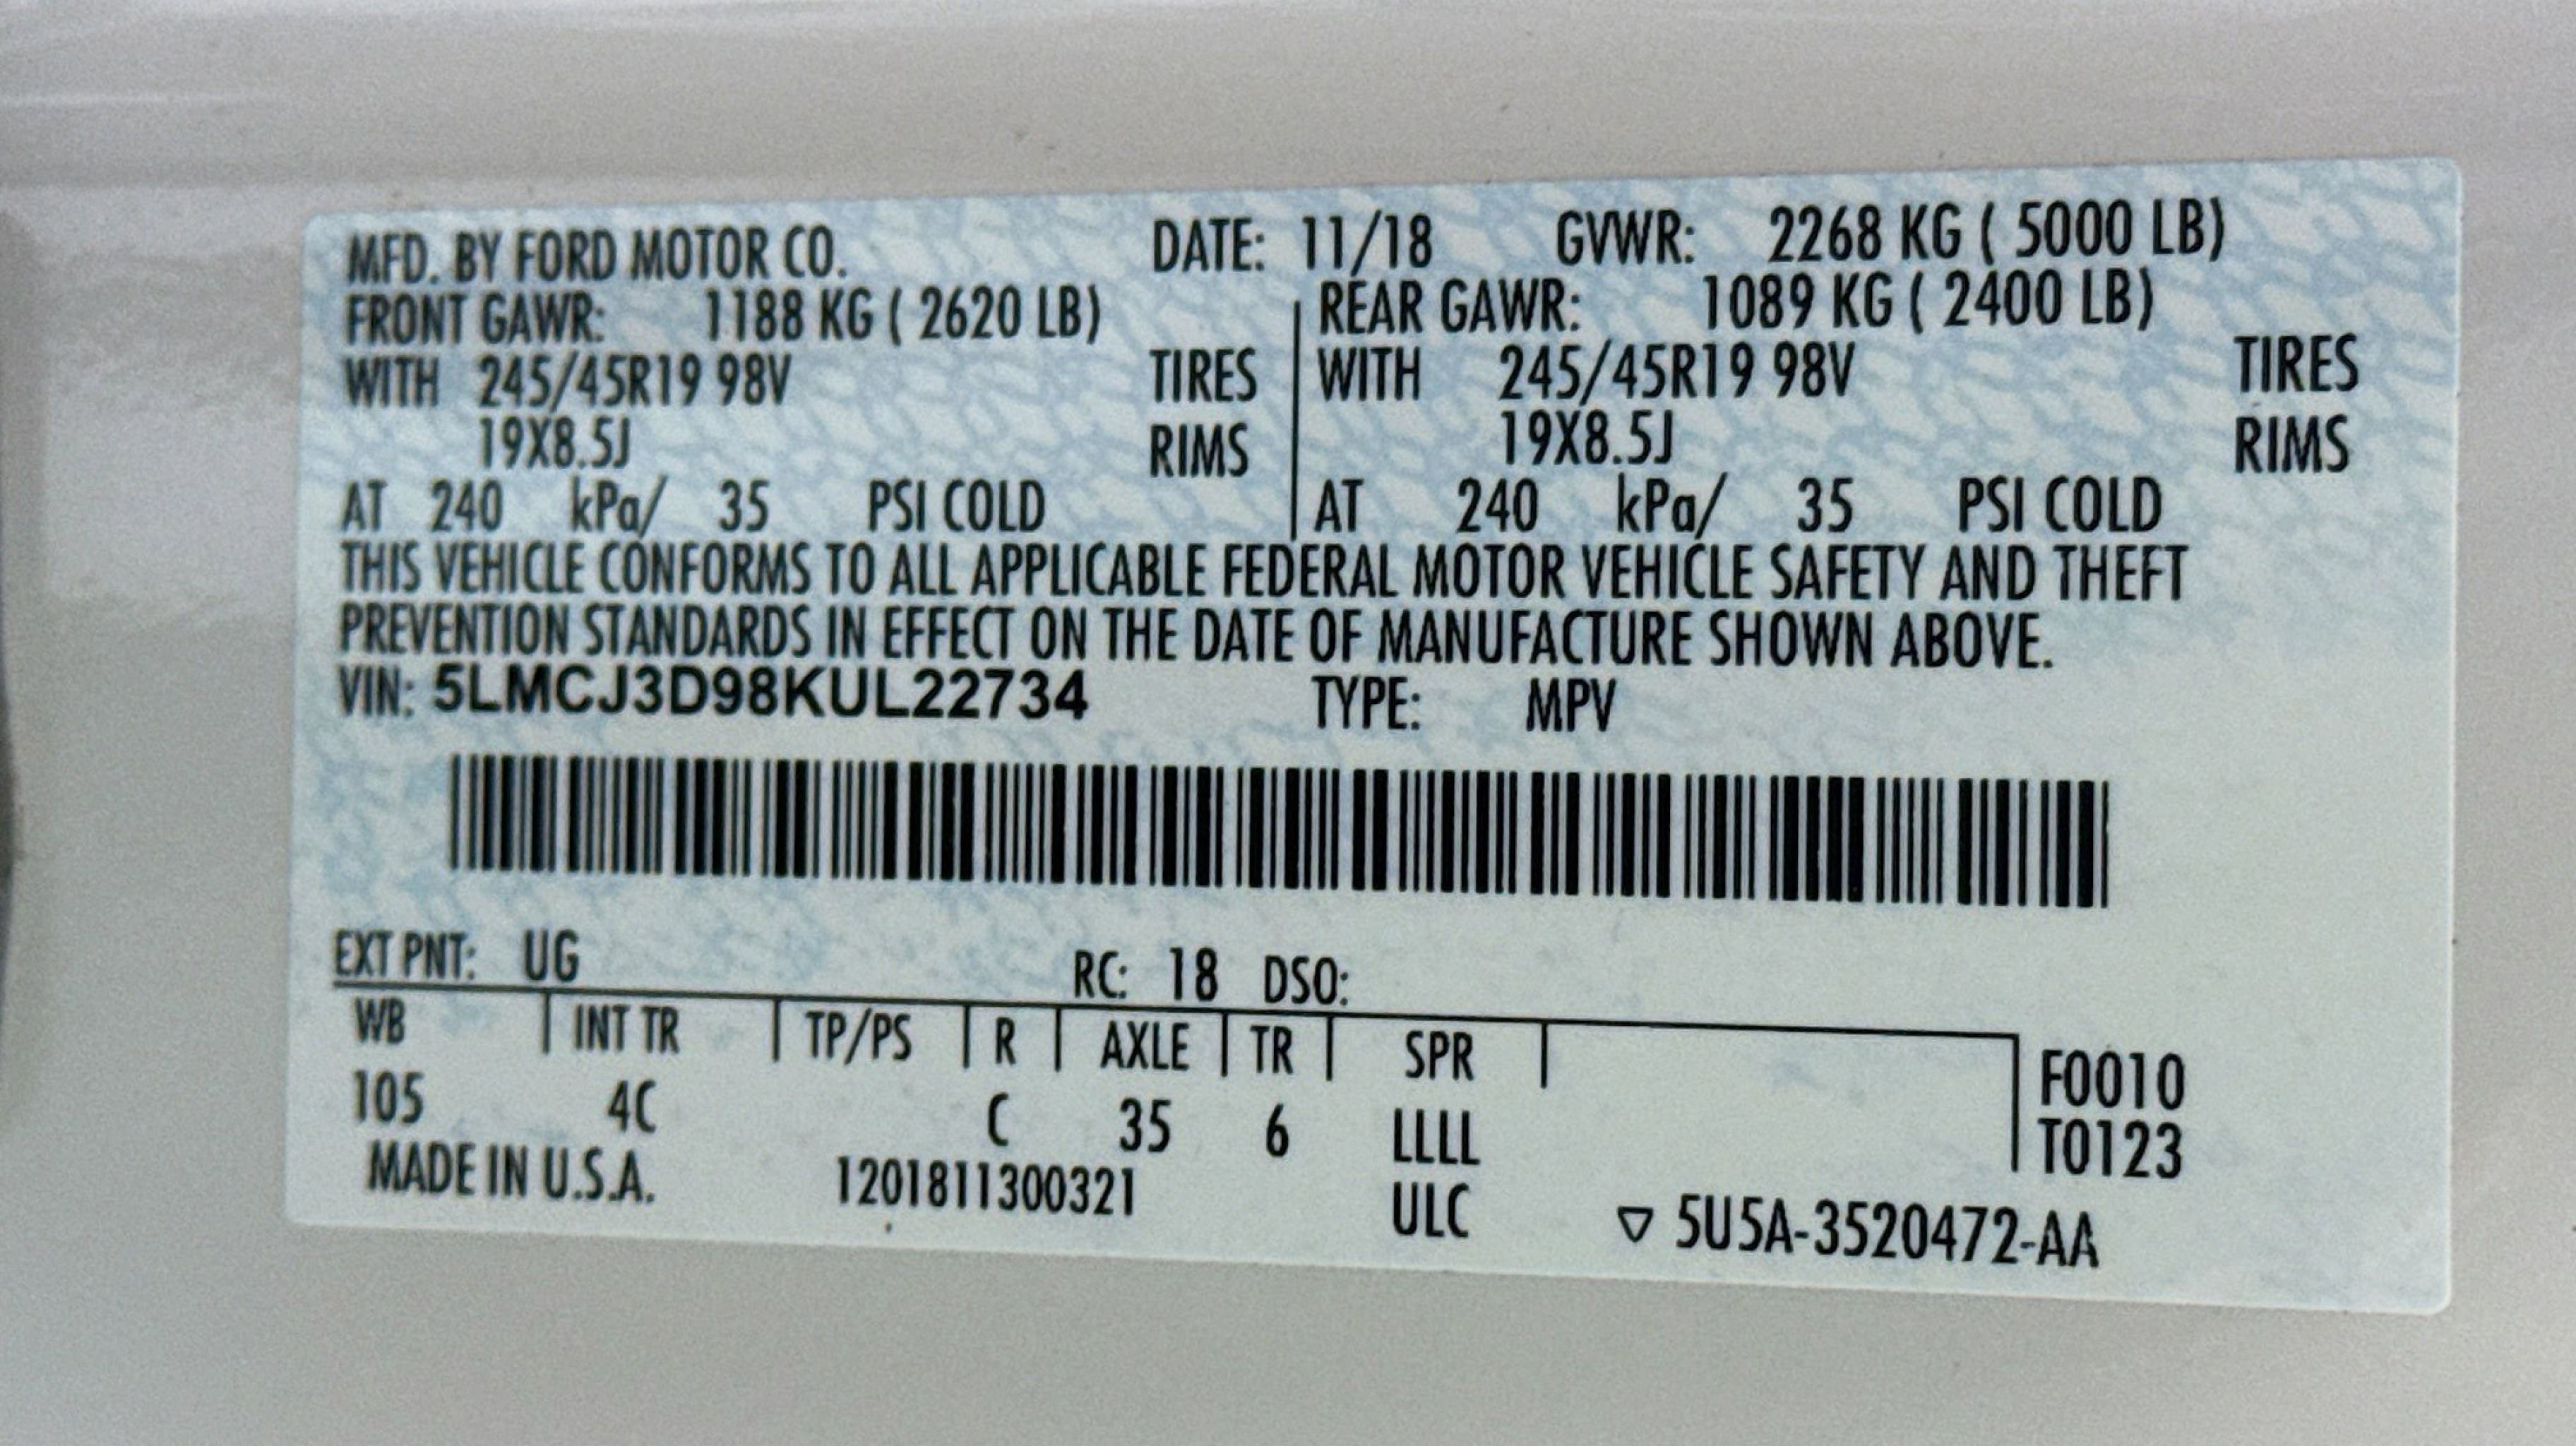 MFD. BY FORD MOTOR CO. DATE: 11/18 GVWR: 2268 KG ( 5000 LB)
FRONT GAWR: 1188 KG ( 2620 LB) REAR GAWR: 1089 KG ( 2400 LB)
WITH 245/45R19 98V TIRES WITH 245/45R19 98V TIRES
19X8.5J RIMS 19X8.5J RIMS
AT 240 kPa/ 35 PSI COLD AT 240 kPa/ 35 PSI COLD
THIS VEHICLE CONFORMS TO ALL APPLICABLE FEDERAL MOTOR VEHICLE SAFETY AND THEFT
PREVENTION STANDARDS IN EFFECT ON THE DATE OF MANUFACTURE SHOWN ABOVE.
VIN: 5LMCJ3D98KUL22734 TYPE: MPV
EXT PNT: UG RC: 18 DSO:
WB INT TR TP/PS R AXLE TR SPR
F0010
105 4C C 35 6 LLLL T0123
MADE IN U.S.A. 1201811300321 ULC ▽ 5U5A-3520472-AA